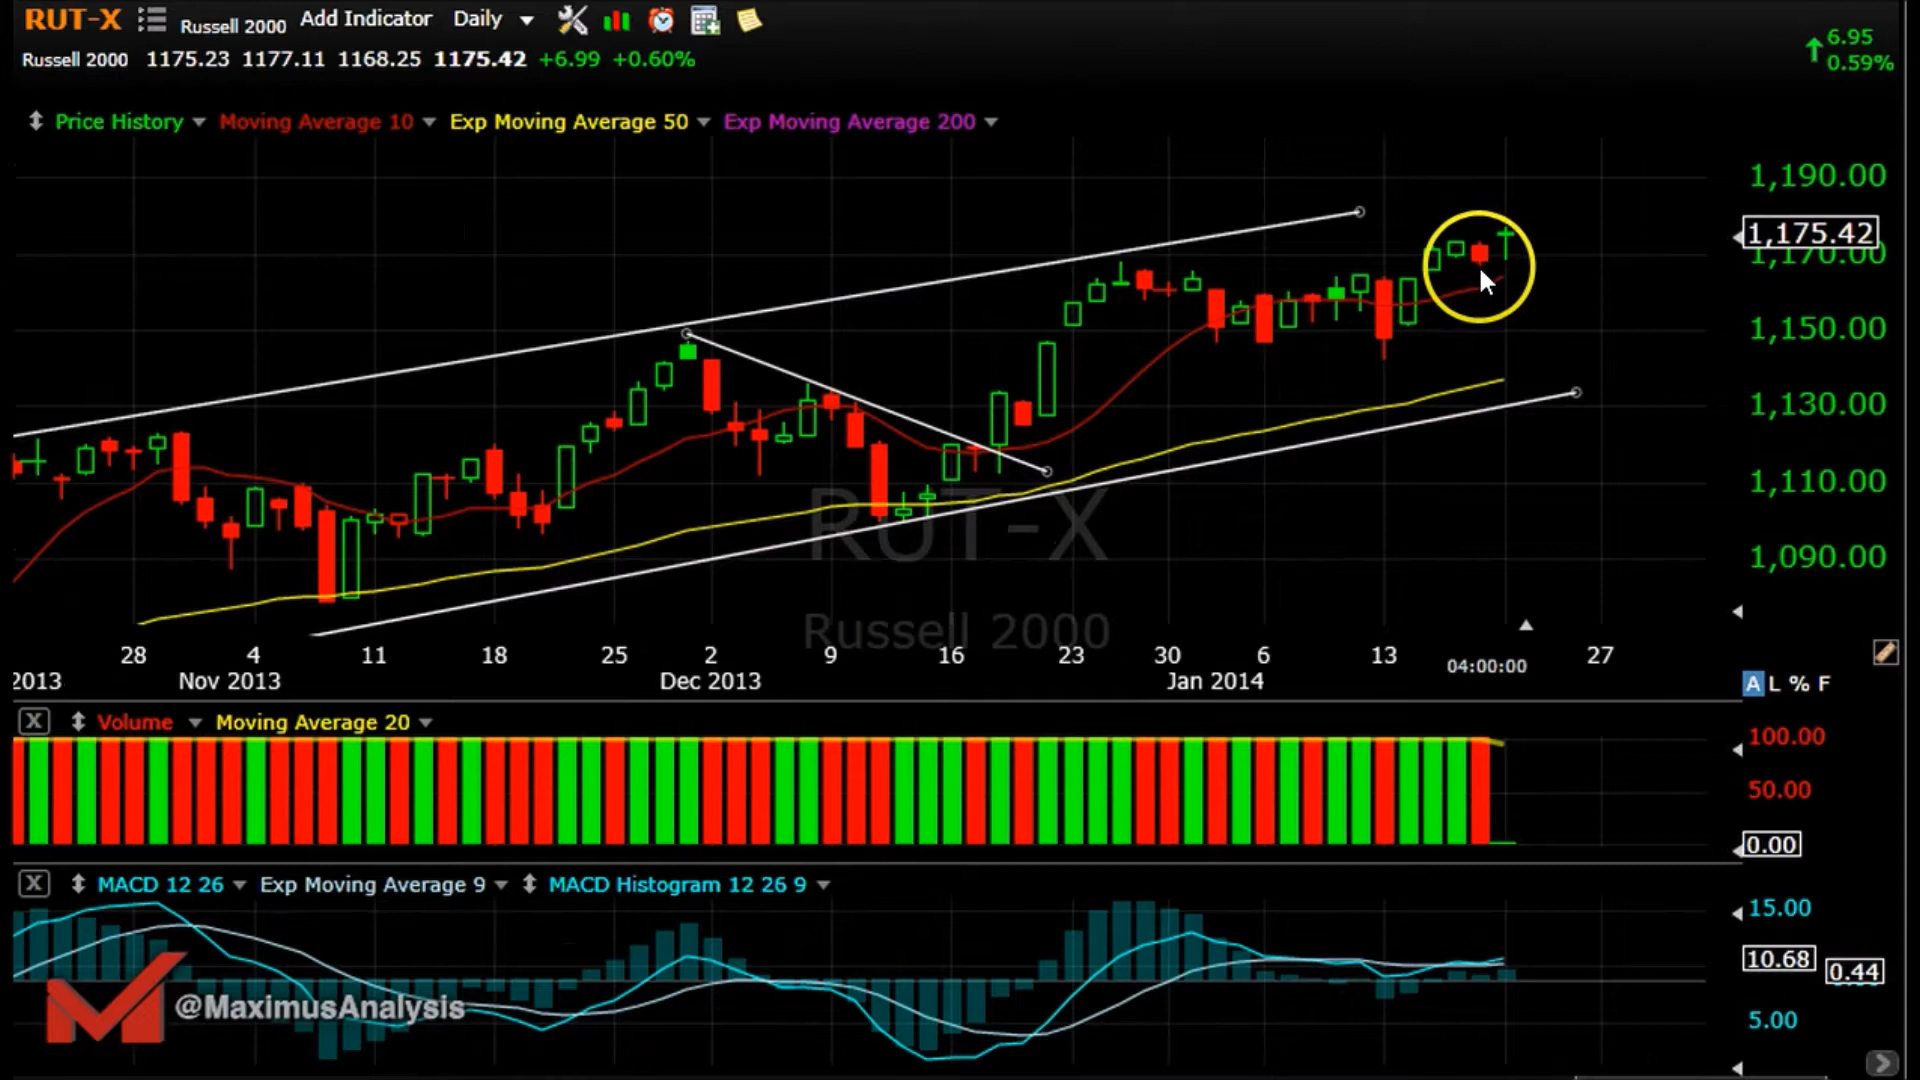 RUT-X Russell 2000 Add Indicator Daily
6.95
Russell 2000 1175.23 1177.11 1168.25 1175.42 +6.99 +0.60%
0.59%
Price History Moving Average 10 Exp Moving Average 50 Exp Moving Average 200
1,190.00
1,175.42
1,170.00
1,150.00
1,130.00
1,110.00
1,090.00
RUT-X
Russell 2000
28 4 11 18 25 2 9 16 23 30 6 13 04:00:00 27
2013 Nov 2013 Dec 2013 Jan 2014
A L % F
X Volume Moving Average 20
100.00
50.00
0.00
X MACD 12 26 Exp Moving Average 9 MACD Histogram 12 26 9
15.00
10.68
0.44
5.00
@MaximusAnalysis